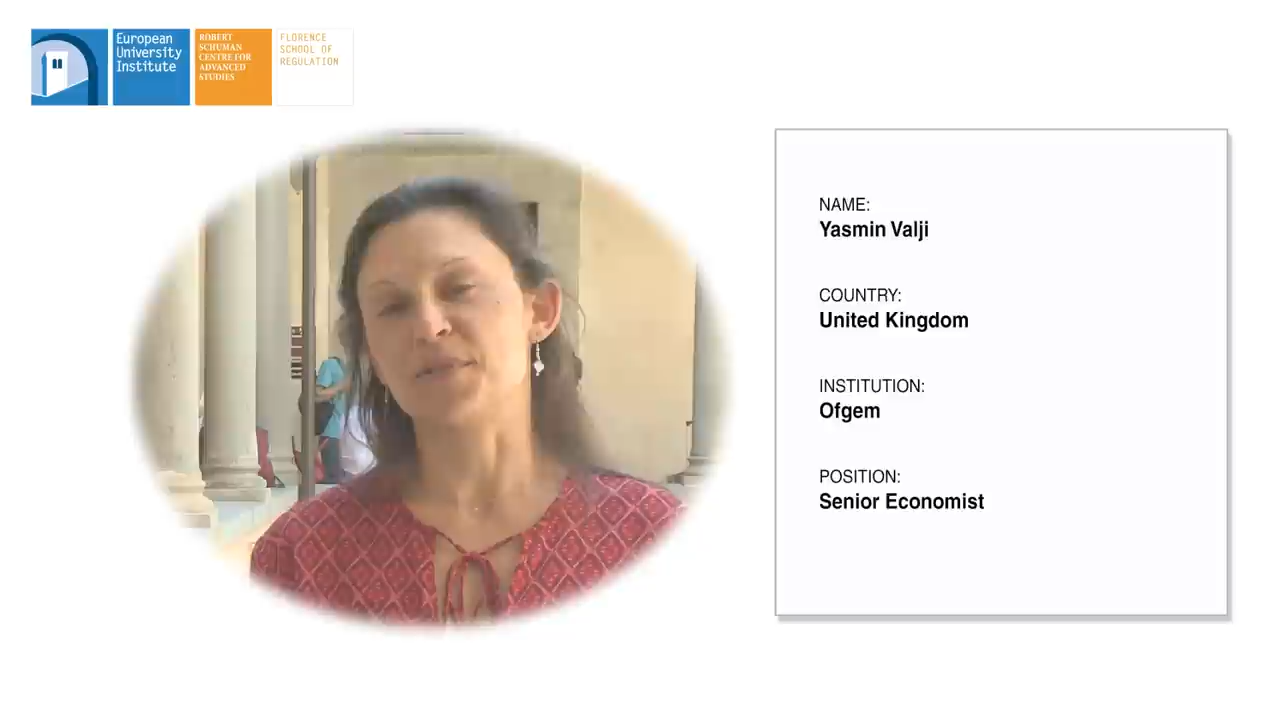 European
University
Institute
ROBERT
SCHUMAN
CENTRE FOR
ADVANCED
STUDIES
FLORENCE
SCHOOL OF
REGULATION
NAME:
Yasmin Valji
COUNTRY:
United Kingdom
INSTITUTION:
Ofgem
POSITION:
Senior Economist